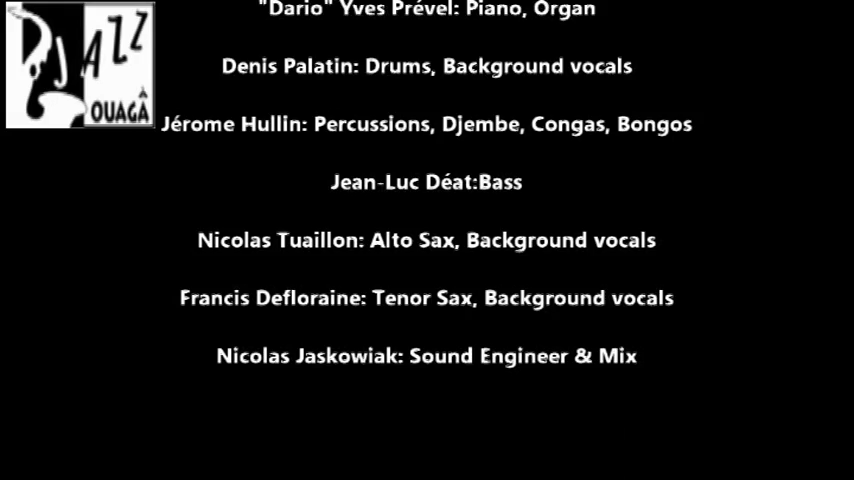 "Dario" Yves Prével: Piano, Organ
JAZZ
À
OUAGÂ
Denis Palatin: Drums, Background vocals
Jérome Hullin: Percussions, Djembe, Congas, Bongos
Jean-Luc Déat:Bass
Nicolas Tuaillon: Alto Sax, Background vocals
Francis Defloraine: Tenor Sax, Background vocals
Nicolas Jaskowiak: Sound Engineer & Mix